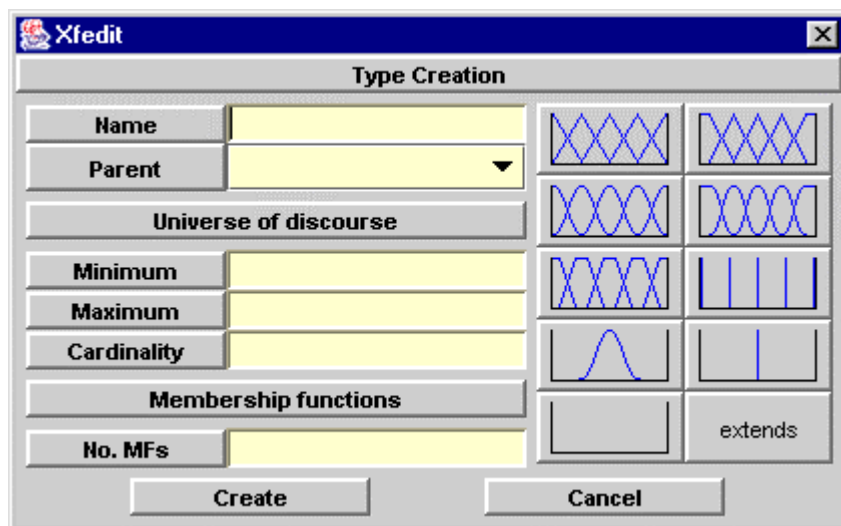 Xfedit
Type Creation
Name
Parent
Universe of discourse
Minimum
Maximum
Cardinality
Membership functions
No. MFs
extends
Create
Cancel